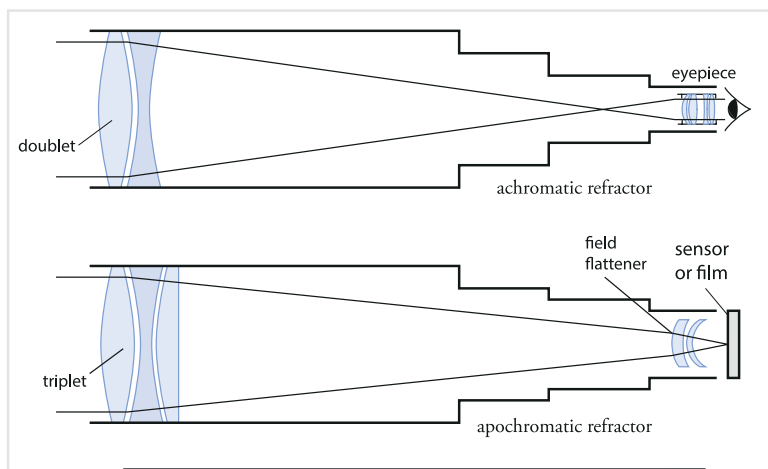 eyepiece
doublet
achromatic refractor
field
flattener
sensor
or film
triplet
apochromatic refractor